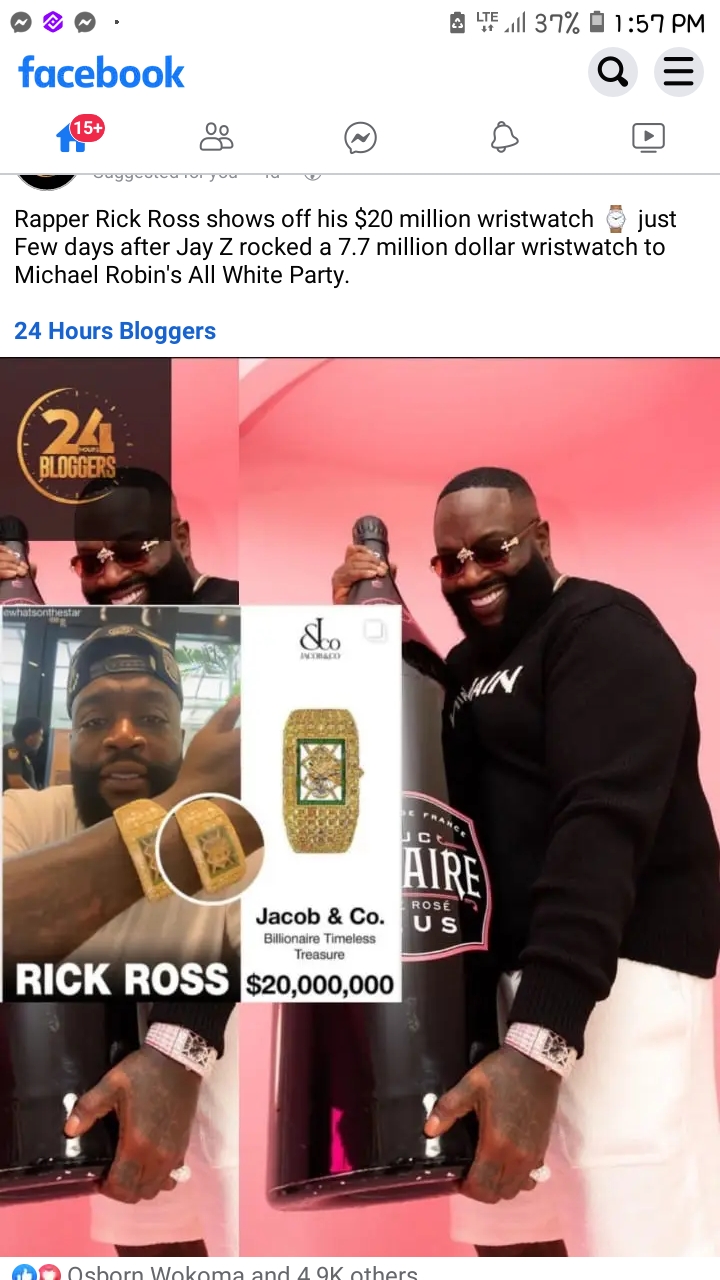 LTE 37% 1:57 PM
facebook
15+
Suggested for you
Rapper Rick Ross shows off his $20 million wristwatch ⌚ just
Few days after Jay Z rocked a 7.7 million dollar wristwatch to
Michael Robin's All White Party.
24 Hours Bloggers
24
HOURS
BLOGGERS
ewhatsonthestar
J&co
JACOB&CO
Jacob & Co.
Billionaire Timeless
Treasure
$20,000,000
RICK ROSS
DE FRANCE
UC
AIRE
ROSÉ
US
Osborn Wokoma and 4.9K others